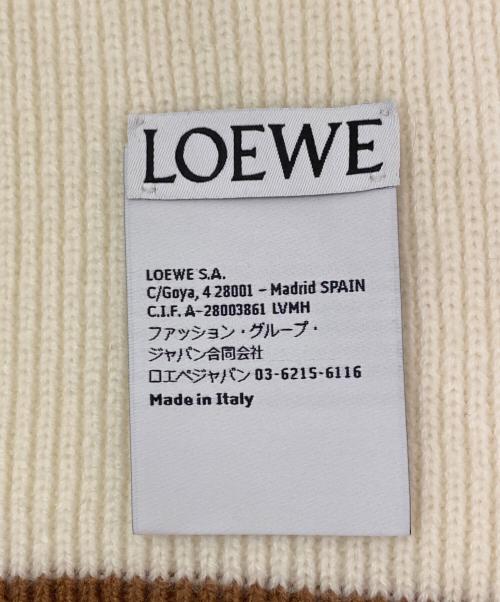 LOEWE
LOEWE S.A.
C/Goya, 4 28001 - Madrid SPAIN
C.I.F. A-28003861 LVMH
ファッション・グループ・
ジャパン合同会社
ロエベジャパン 03-6215-6116
Made in Italy